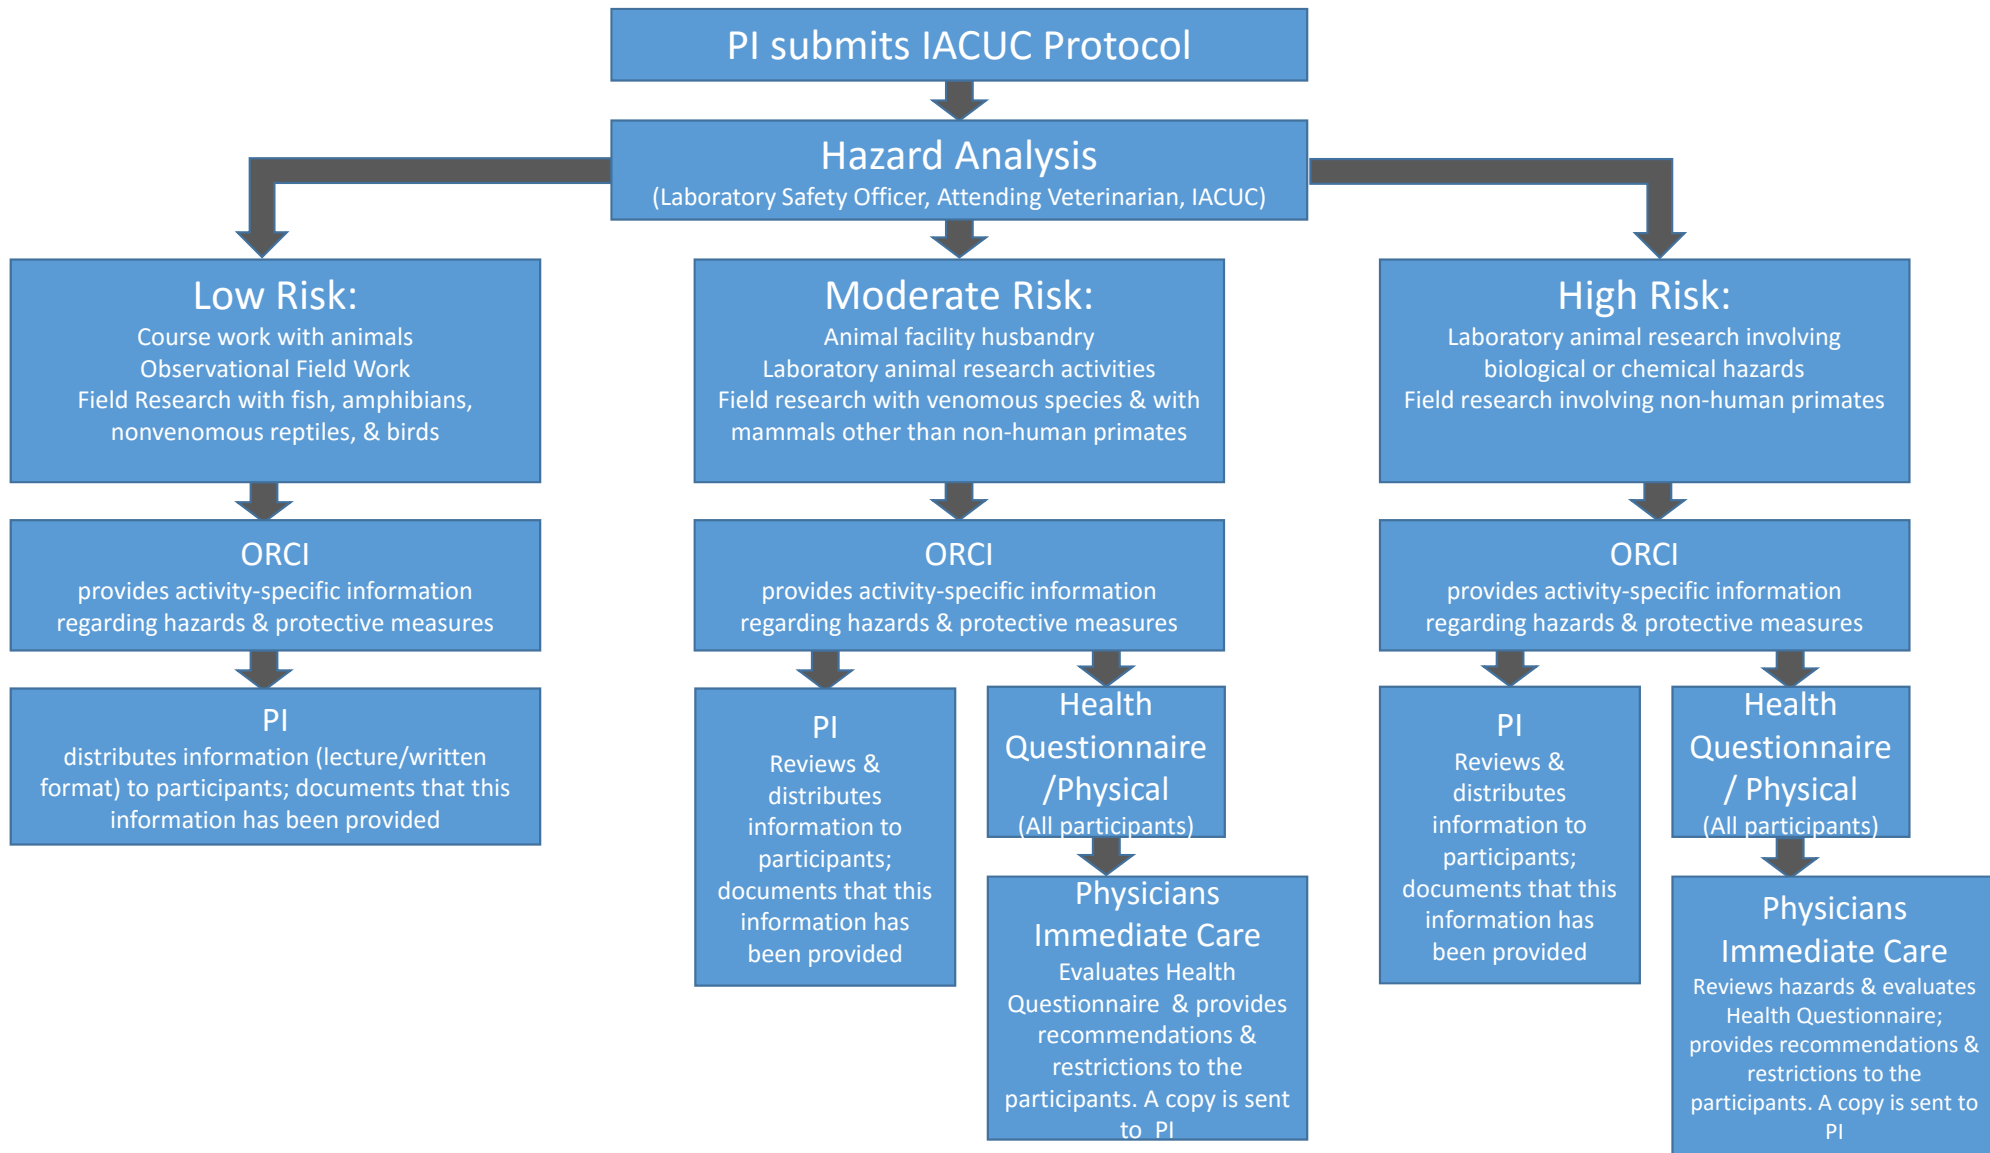 PI submits IACUC Protocol
Hazard Analysis
(Laboratory Safety Officer, Attending Veterinarian, IACUC)
Low Risk:
Course work with animals
Observational Field Work
Field Research with fish, amphibians,
nonvenomous reptiles, & birds
Moderate Risk:
Animal facility husbandry
Laboratory animal research activities
Field research with venomous species & with
mammals other than non-human primates
High Risk:
Laboratory animal research involving
biological or chemical hazards
Field research involving non-human primates
ORCI
provides activity-specific information
regarding hazards & protective measures
ORCI
provides activity-specific information
regarding hazards & protective measures
ORCI
provides activity-specific information
regarding hazards & protective measures
PI
distributes information (lecture/written
format) to participants; documents that this
information has been provided
PI
Reviews &
distributes
information to
participants;
documents that this
information has
been provided
Health
Questionnaire
/Physical
(All participants)
Physicians
Immediate Care
Evaluates Health
Questionnaire & provides
recommendations &
restrictions to the
participants. A copy is sent
to PI
PI
Reviews &
distributes
information to
participants;
documents that this
information has
been provided
Health
Questionnaire
/ Physical
(All participants)
Physicians
Immediate Care
Reviews hazards & evaluates
Health Questionnaire;
provides recommendations &
restrictions to the
participants. A copy is sent to
PI